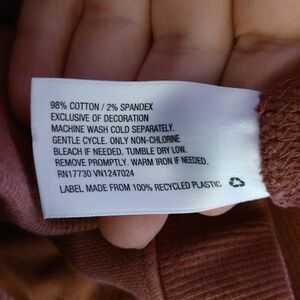 98% COTTON / 2% SPANDEX
EXCLUSIVE OF DECORATION
MACHINE WASH COLD SEPARATELY.
GENTLE CYCLE. ONLY NON-CHLORINE
BLEACH IF NEEDED. TUMBLE DRY LOW.
REMOVE PROMPTLY. WARM IRON IF NEEDED.
RN17730 VN1247024
LABEL MADE FROM 100% RECYCLED PLASTIC